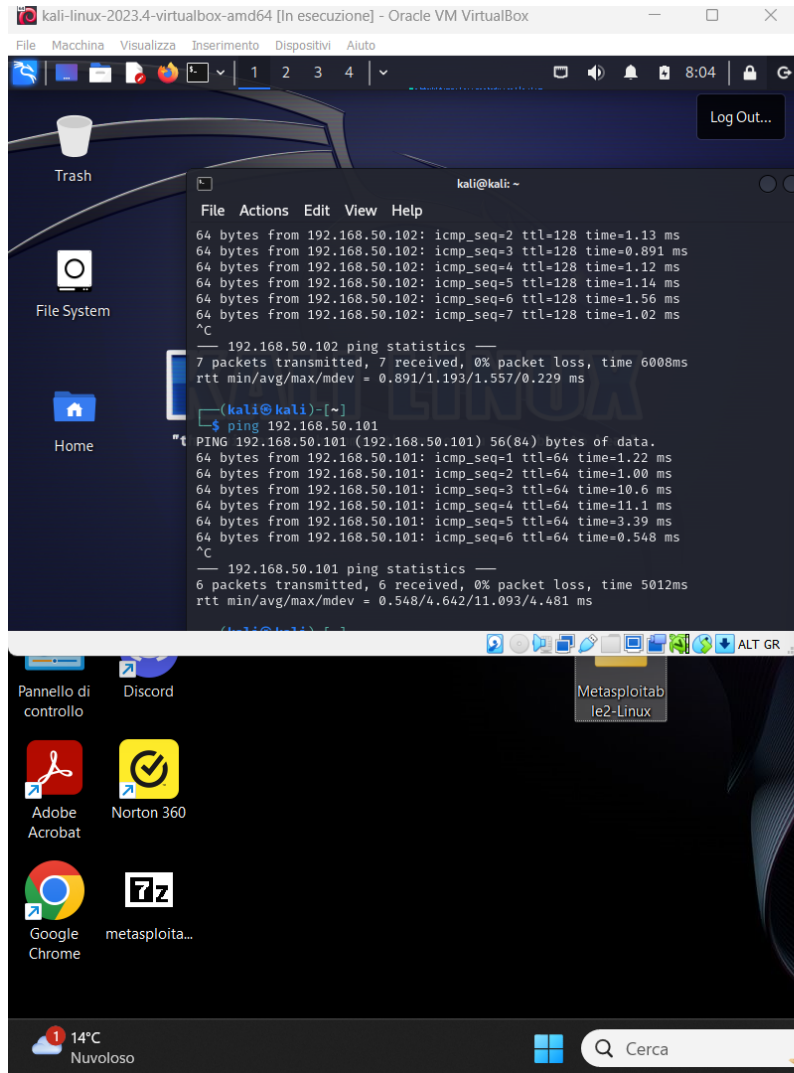 kali-linux-2023.4-virtualbox-amd64 [In esecuzione] - Oracle VM VirtualBox
File Macchina Visualizza Inserimento Dispositivi Aiuto
1 2 3 4 8:04
Log Out...
Trash
kali@kali: ~
File Actions Edit View Help
64 bytes from 192.168.50.102: icmp_seq=2 ttl=128 time=1.13 ms
64 bytes from 192.168.50.102: icmp_seq=3 ttl=128 time=0.891 ms
64 bytes from 192.168.50.102: icmp_seq=4 ttl=128 time=1.12 ms
64 bytes from 192.168.50.102: icmp_seq=5 ttl=128 time=1.14 ms
64 bytes from 192.168.50.102: icmp_seq=6 ttl=128 time=1.56 ms
64 bytes from 192.168.50.102: icmp_seq=7 ttl=128 time=1.02 ms
^C
— 192.168.50.102 ping statistics —
7 packets transmitted, 7 received, 0% packet loss, time 6008ms
rtt min/avg/max/mdev = 0.891/1.193/1.557/0.229 ms
┌──(kali㉿kali)-[~]
└─$ ping 192.168.50.101
PING 192.168.50.101 (192.168.50.101) 56(84) bytes of data.
64 bytes from 192.168.50.101: icmp_seq=1 ttl=64 time=1.22 ms
64 bytes from 192.168.50.101: icmp_seq=2 ttl=64 time=1.00 ms
64 bytes from 192.168.50.101: icmp_seq=3 ttl=64 time=10.6 ms
64 bytes from 192.168.50.101: icmp_seq=4 ttl=64 time=11.1 ms
64 bytes from 192.168.50.101: icmp_seq=5 ttl=64 time=3.39 ms
64 bytes from 192.168.50.101: icmp_seq=6 ttl=64 time=0.548 ms
^C
— 192.168.50.101 ping statistics —
6 packets transmitted, 6 received, 0% packet loss, time 5012ms
rtt min/avg/max/mdev = 0.548/4.642/11.093/4.481 ms
KALI LINUX
File System
Home
"t
ALT GR
Pannello di
controllo
Discord
Metasploitab
le2-Linux
Adobe
Acrobat
Norton 360
7z
Google
Chrome
metasploita...
1
14°C
Nuvoloso
Cerca